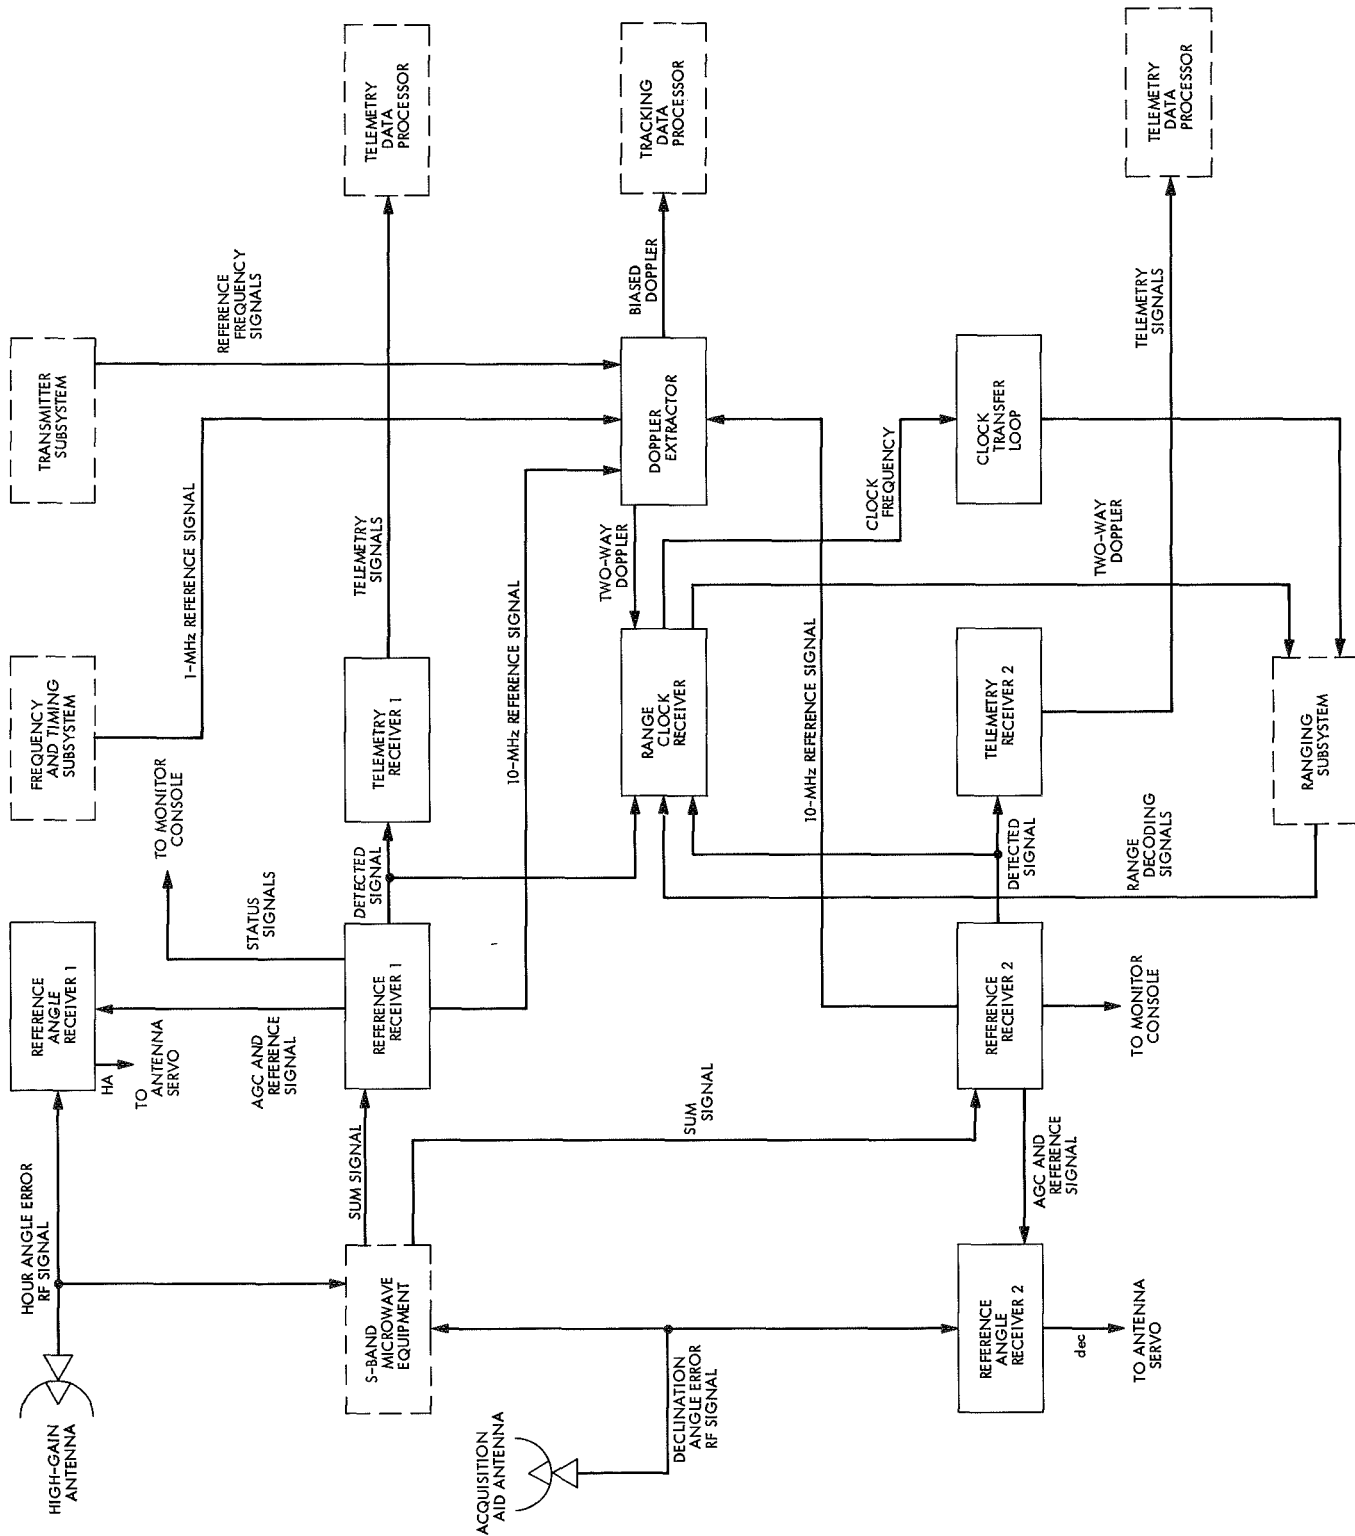 HIGH-GAIN
ANTENNA
HOUR ANGLE ERROR
RF SIGNAL
REFERENCE
ANGLE
RECEIVER 1
HA
TO
ANTENNA
SERVO
AGC AND
REFERENCE
SIGNAL
STATUS
SIGNALS
TO MONITOR
CONSOLE
FREQUENCY
AND TIMING
SUBSYSTEM
1-MHz REFERENCE SIGNAL
TRANSMITTER
SUBSYSTEM
REFERENCE
FREQUENCY
SIGNALS
S-BAND
MICROWAVE
EQUIPMENT
SUM SIGNAL
REFERENCE
RECEIVER 1
DETECTED
SIGNAL
TELEMETRY
RECEIVER 1
TELEMETRY
SIGNALS
TELEMETRY
DATA
PROCESSOR
10-MHz REFERENCE SIGNAL
ACQUISITION
AID ANTENNA
DECLINATION
ANGLE ERROR
RF SIGNAL
SUM
SIGNAL
RANGE
CLOCK
RECEIVER
TWO-WAY
DOPPLER
DOPPLER
EXTRACTOR
BIASED
DOPPLER
TRACKING
DATA
PROCESSOR
10-MHz REFERENCE SIGNAL
CLOCK
FREQUENCY
REFERENCE
ANGLE
RECEIVER 2
dec
TO ANTENNA
SERVO
AGC AND
REFERENCE
SIGNAL
REFERENCE
RECEIVER 2
TO MONITOR
CONSOLE
DETECTED
SIGNAL
TELEMETRY
RECEIVER 2
CLOCK
TRANSFER
LOOP
TWO-WAY
DOPPLER
TELEMETRY
SIGNALS
TELEMETRY
DATA
PROCESSOR
RANGE
DECODING
SIGNALS
RANGING
SUBSYSTEM